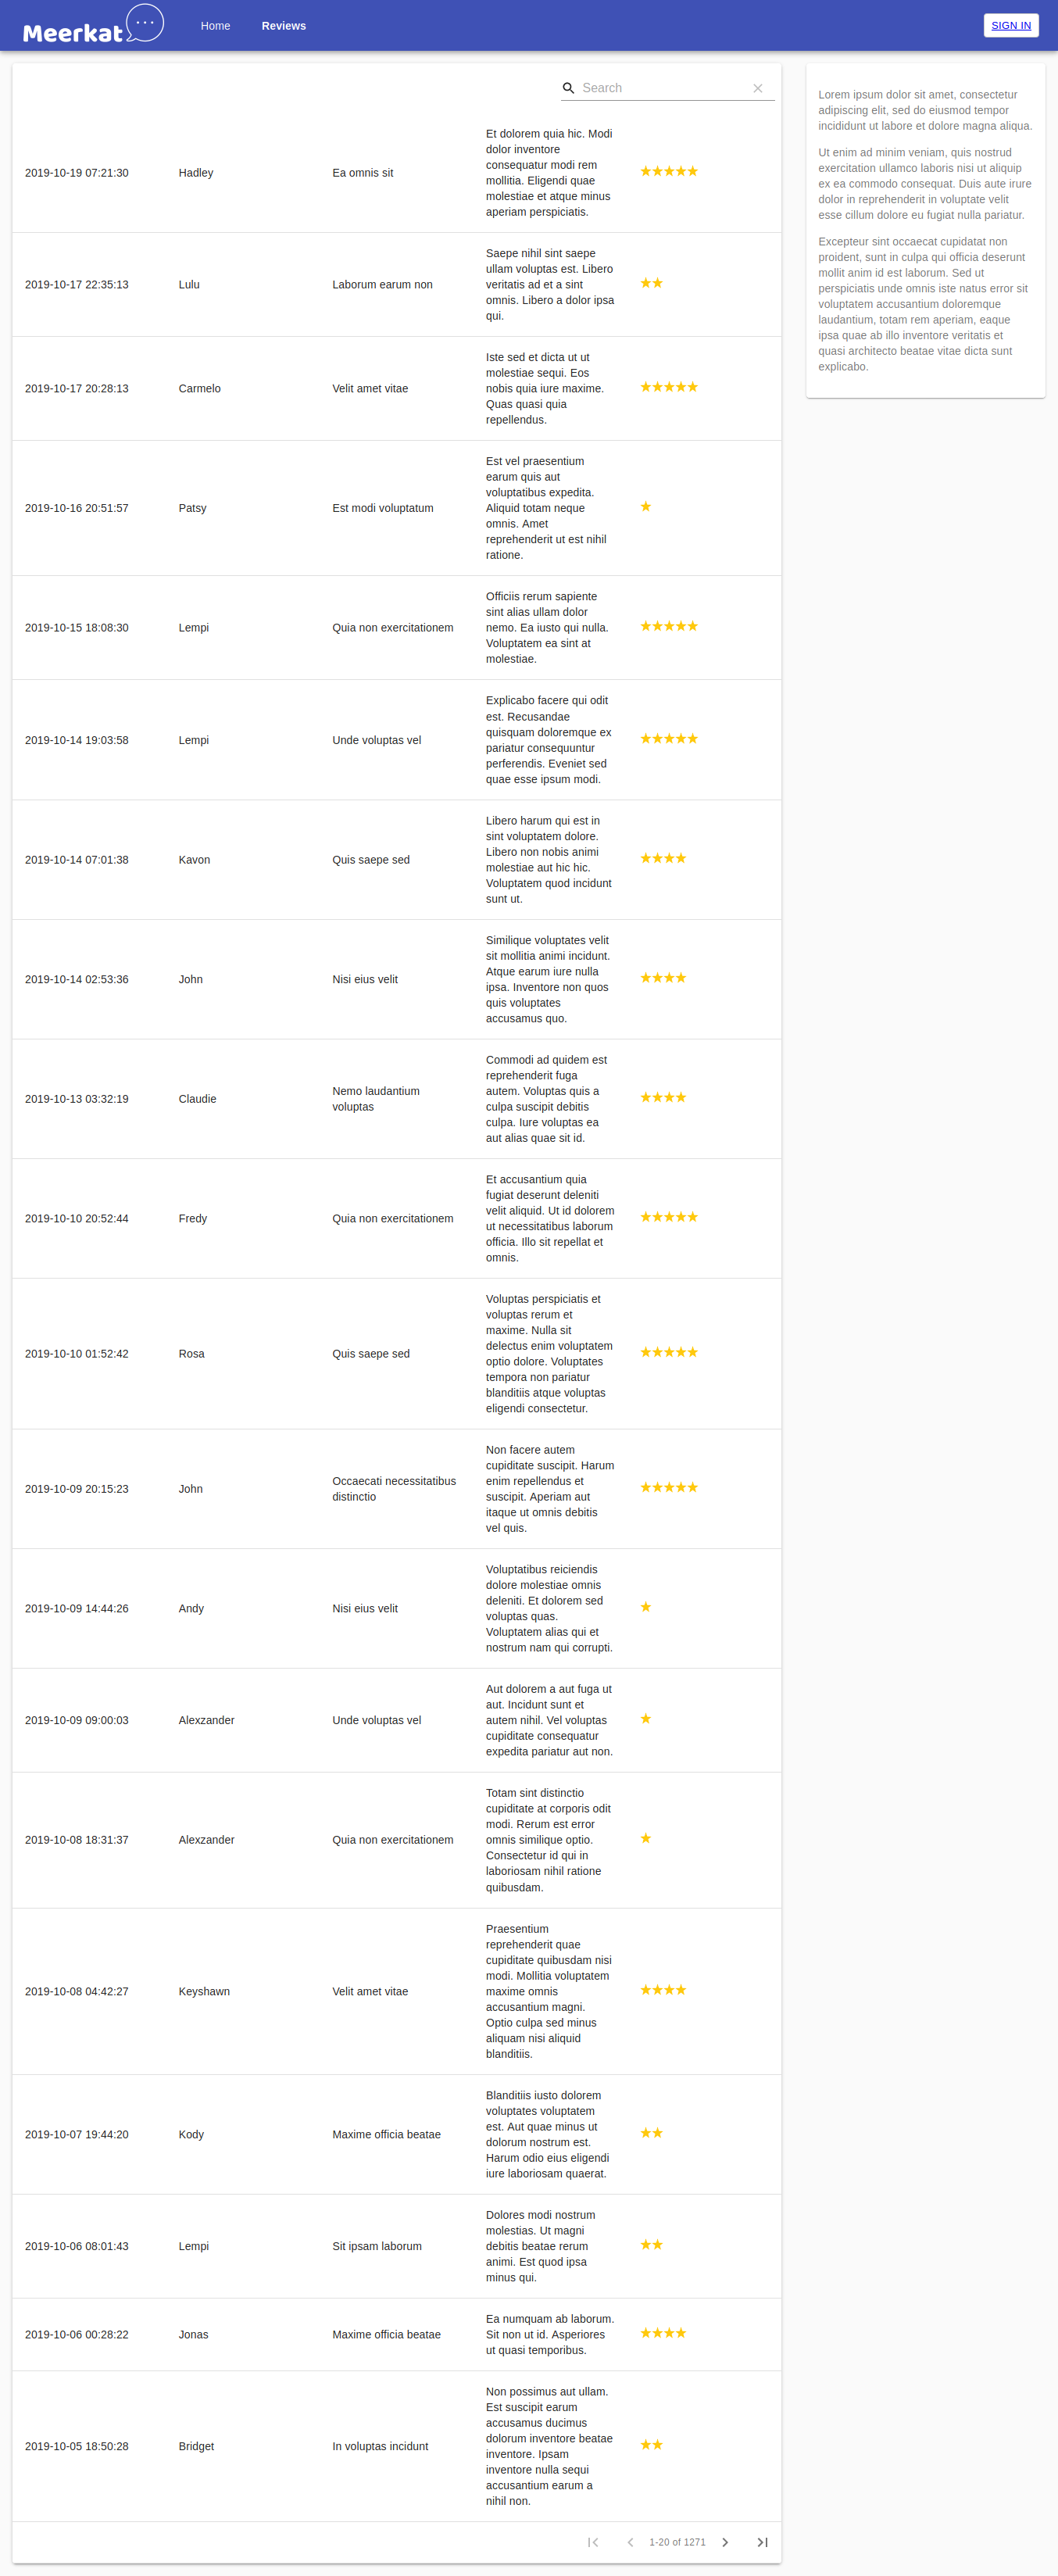 Meerkat
Home
Reviews
SIGN IN
Search
2019-10-19 07:21:30
Hadley
Ea omnis sit
Et dolorem quia hic. Modi
dolor inventore
consequatur modi rem
mollitia. Eligendi quae
molestiae et atque minus
aperiam perspiciatis.
2019-10-17 22:35:13
Lulu
Laborum earum non
Saepe nihil sint saepe
ullam voluptas est. Libero
veritatis ad et a sint
omnis. Libero a dolor ipsa
qui.
2019-10-17 20:28:13
Carmelo
Velit amet vitae
Iste sed et dicta ut ut
molestiae sequi. Eos
nobis quia iure maxime.
Quas quasi quia
repellendus.
2019-10-16 20:51:57
Patsy
Est modi voluptatum
Est vel praesentium
earum quis aut
voluptatibus expedita.
Aliquid totam neque
omnis. Amet
reprehenderit ut est nihil
ratione.
2019-10-15 18:08:30
Lempi
Quia non exercitationem
Officiis rerum sapiente
sint alias ullam dolor
nemo. Ea iusto qui nulla.
Voluptatem ea sint at
molestiae.
2019-10-14 19:03:58
Lempi
Unde voluptas vel
Explicabo facere qui odit
est. Recusandae
quisquam doloremque ex
pariatur consequuntur
perferendis. Eveniet sed
quae esse ipsum modi.
2019-10-14 07:01:38
Kavon
Quis saepe sed
Libero harum qui est in
sint voluptatem dolore.
Libero non nobis animi
molestiae aut hic hic.
Voluptatem quod incidunt
sunt ut.
2019-10-14 02:53:36
John
Nisi eius velit
Similique voluptates velit
sit mollitia animi incidunt.
Atque earum iure nulla
ipsa. Inventore non quos
quis voluptates
accusamus quo.
2019-10-13 03:32:19
Claudie
Nemo laudantium
voluptas
Commodi ad quidem est
reprehenderit fuga
autem. Voluptas quis a
culpa suscipit debitis
culpa. Iure voluptas ea
aut alias quae sit id.
2019-10-10 20:52:44
Fredy
Quia non exercitationem
Et accusantium quia
fugiat deserunt deleniti
velit aliquid. Ut id dolorem
ut necessitatibus laborum
officia. Illo sit repellat et
omnis.
2019-10-10 01:52:42
Rosa
Quis saepe sed
Voluptas perspiciatis et
voluptas rerum et
maxime. Nulla sit
delectus enim voluptatem
optio dolore. Voluptates
tempora non pariatur
blanditiis atque voluptas
eligendi consectetur.
2019-10-09 20:15:23
John
Occaecati necessitatibus
distinctio
Non facere autem
cupiditate suscipit. Harum
enim repellendus et
suscipit. Aperiam aut
itaque ut omnis debitis
vel quis.
2019-10-09 14:44:26
Andy
Nisi eius velit
Voluptatibus reiciendis
dolore molestiae omnis
deleniti. Et dolorem sed
voluptas quas.
Voluptatem alias qui et
nostrum nam qui corrupti.
2019-10-09 09:00:03
Alexzander
Unde voluptas vel
Aut dolorem a aut fuga ut
aut. Incidunt sunt et
autem nihil. Vel voluptas
cupiditate consequatur
expedita pariatur aut non.
2019-10-08 18:31:37
Alexzander
Quia non exercitationem
Totam sint distinctio
cupiditate at corporis odit
modi. Rerum est error
omnis similique optio.
Consectetur id qui in
laboriosam nihil ratione
quibusdam.
2019-10-08 04:42:27
Keyshawn
Velit amet vitae
Praesentium
reprehenderit quae
cupiditate quibusdam nisi
modi. Mollitia voluptatem
maxime omnis
accusantium magni.
Optio culpa sed minus
aliquam nisi aliquid
blanditiis.
2019-10-07 19:44:20
Kody
Maxime officia beatae
Blanditiis iusto dolorem
voluptates voluptatem
est. Aut quae minus ut
dolorum nostrum est.
Harum odio eius eligendi
iure laboriosam quaerat.
2019-10-06 08:01:43
Lempi
Sit ipsam laborum
Dolores modi nostrum
molestias. Ut magni
debitis beatae rerum
animi. Est quod ipsa
minus qui.
2019-10-06 00:28:22
Jonas
Maxime officia beatae
Ea numquam ab laborum.
Sit non ut id. Asperiores
ut quasi temporibus.
2019-10-05 18:50:28
Bridget
In voluptas incidunt
Non possimus aut ullam.
Est suscipit earum
accusamus ducimus
dolorum inventore beatae
inventore. Ipsam
inventore nulla sequi
accusantium earum a
nihil non.
1-20 of 1271
Lorem ipsum dolor sit amet, consectetur
adipiscing elit, sed do eiusmod tempor
incididunt ut labore et dolore magna aliqua.
Ut enim ad minim veniam, quis nostrud
exercitation ullamco laboris nisi ut aliquip
ex ea commodo consequat. Duis aute irure
dolor in reprehenderit in voluptate velit
esse cillum dolore eu fugiat nulla pariatur.
Excepteur sint occaecat cupidatat non
proident, sunt in culpa qui officia deserunt
mollit anim id est laborum. Sed ut
perspiciatis unde omnis iste natus error sit
voluptatem accusantium doloremque
laudantium, totam rem aperiam, eaque
ipsa quae ab illo inventore veritatis et
quasi architecto beatae vitae dicta sunt
explicabo.